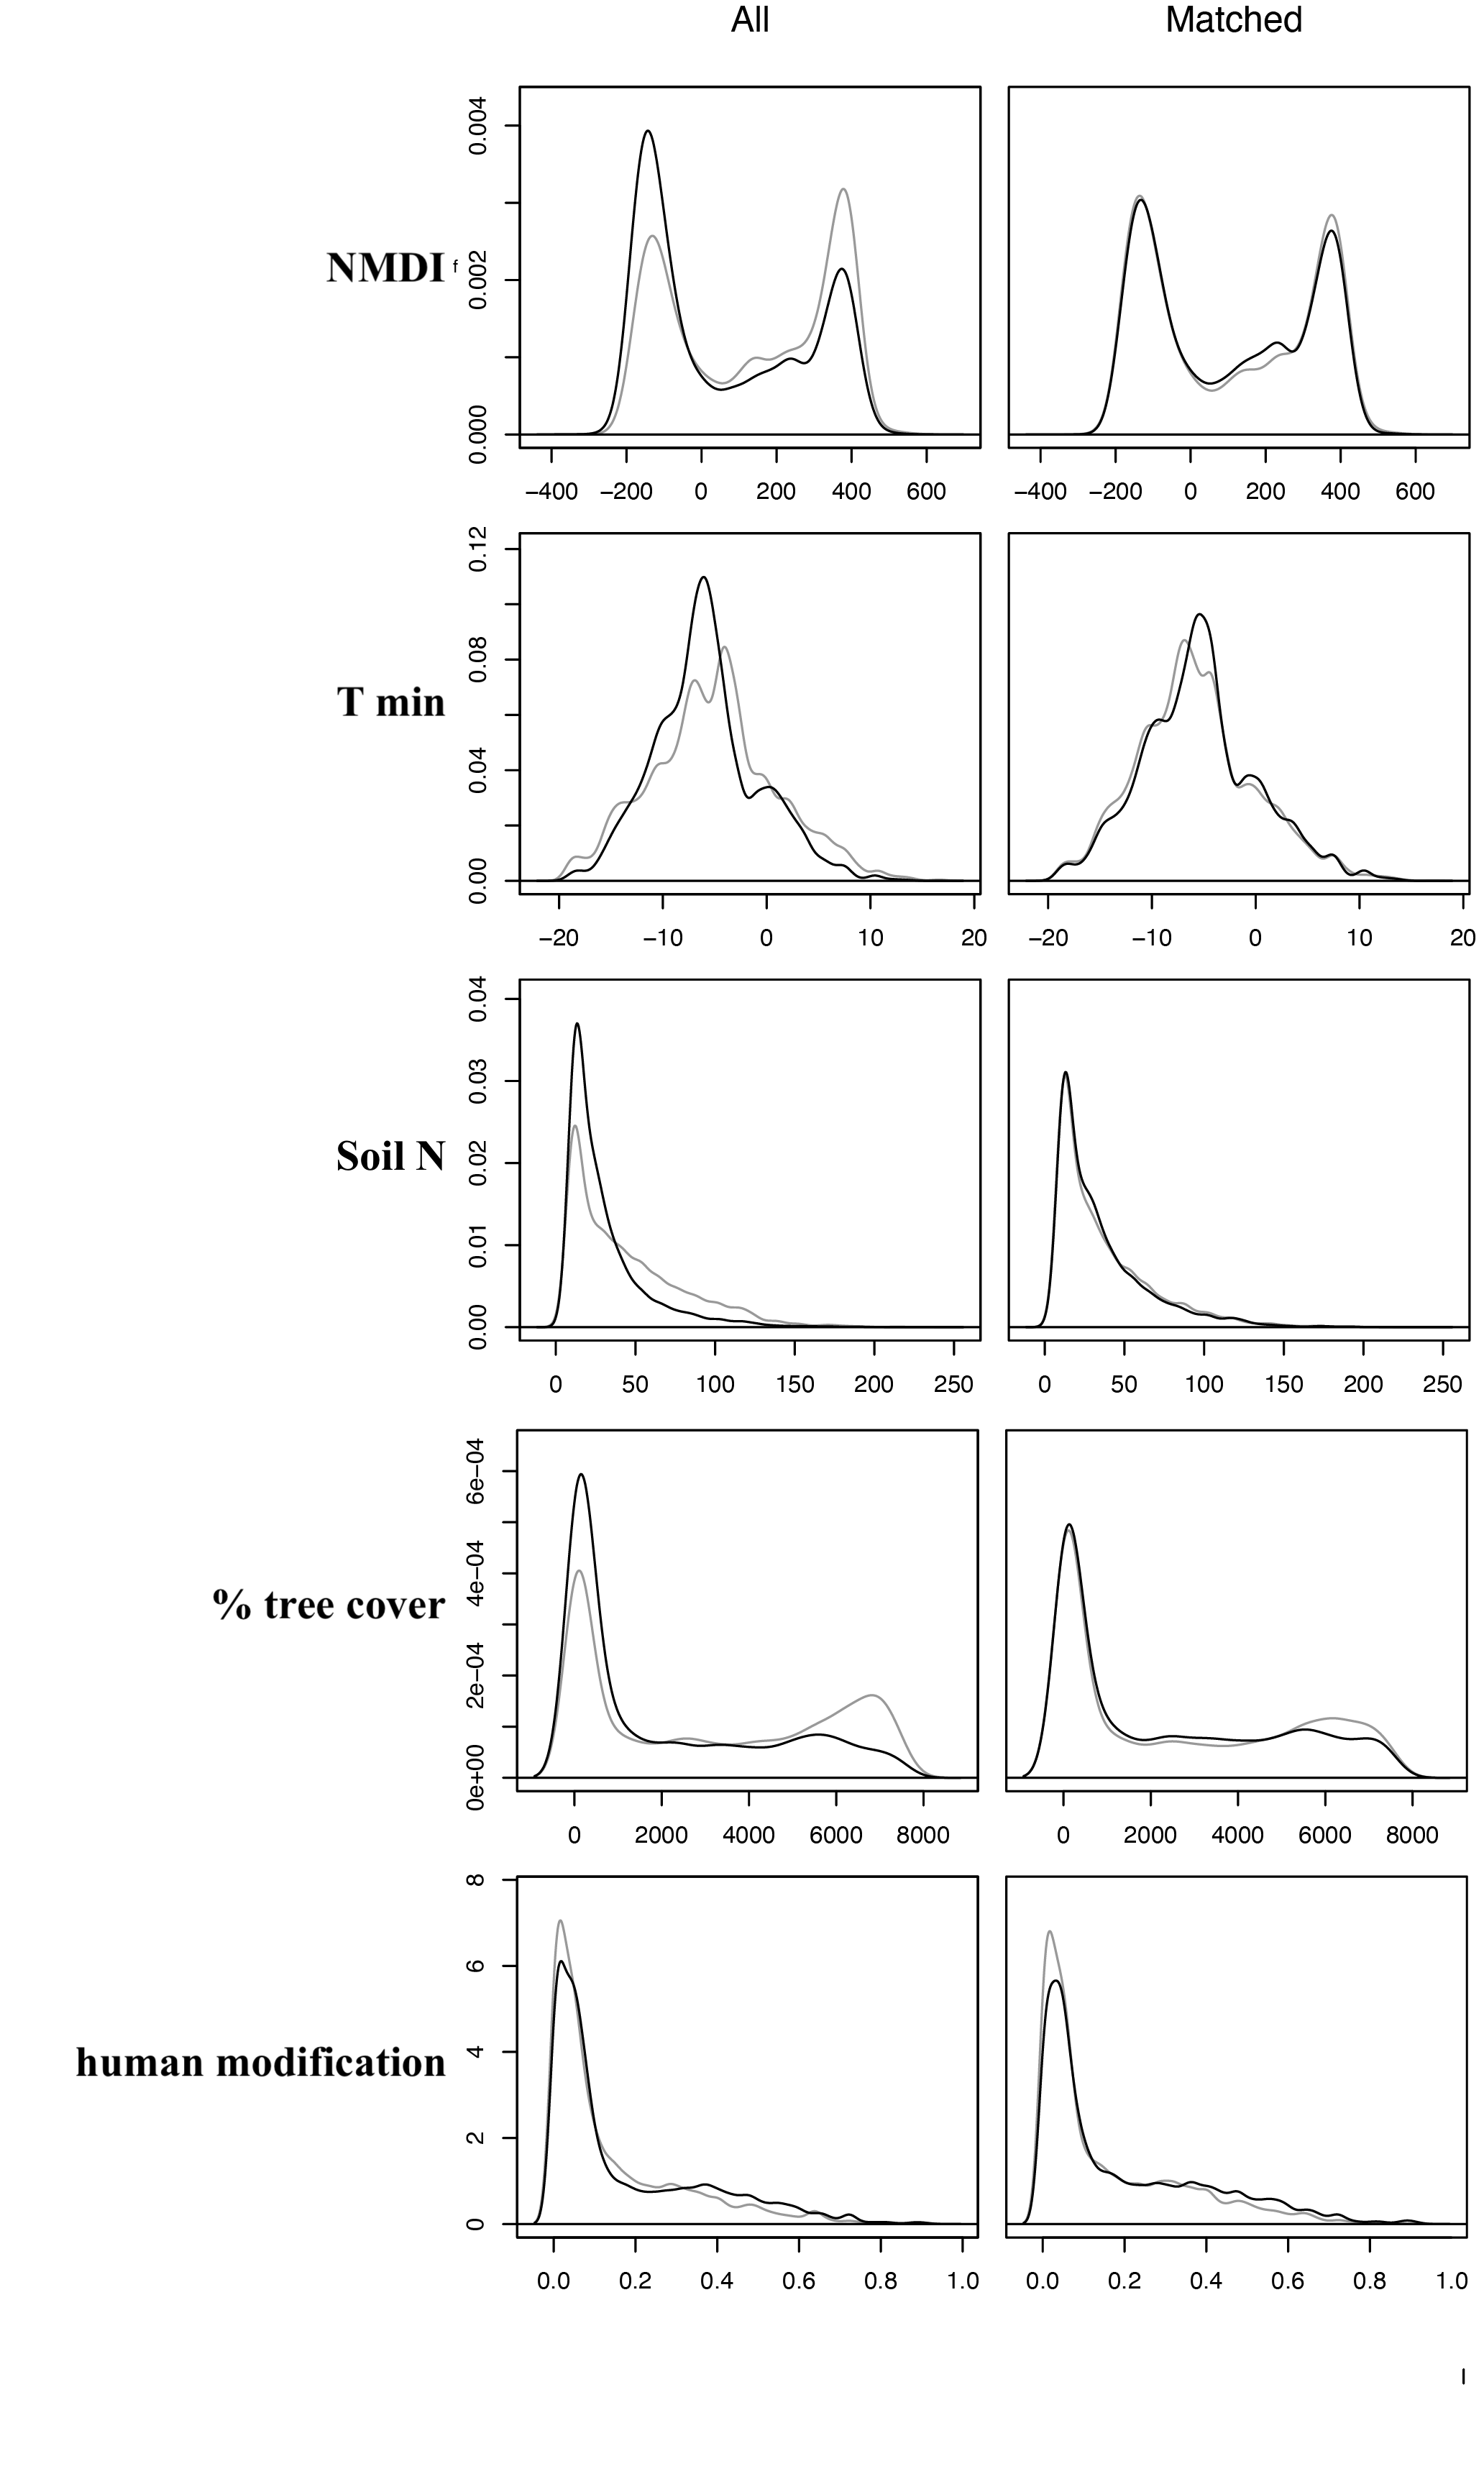 All Matched
NMDI f
0.000 0.002 0.004
−400 −200 0 200 400 600 −400 −200 0 200 400 600
T min
0.00 0.04 0.08 0.12
−20 −10 0 10 20 −20 −10 0 10 20
Soil N
0.00 0.01 0.02 0.03 0.04
0 50 100 150 200 250 0 50 100 150 200 250
% tree cover
0e+00 2e−04 4e−04 6e−04
0 2000 4000 6000 8000 0 2000 4000 6000 8000
human modification
0 2 4 6 8
0.0 0.2 0.4 0.6 0.8 1.0 0.0 0.2 0.4 0.6 0.8 1.0